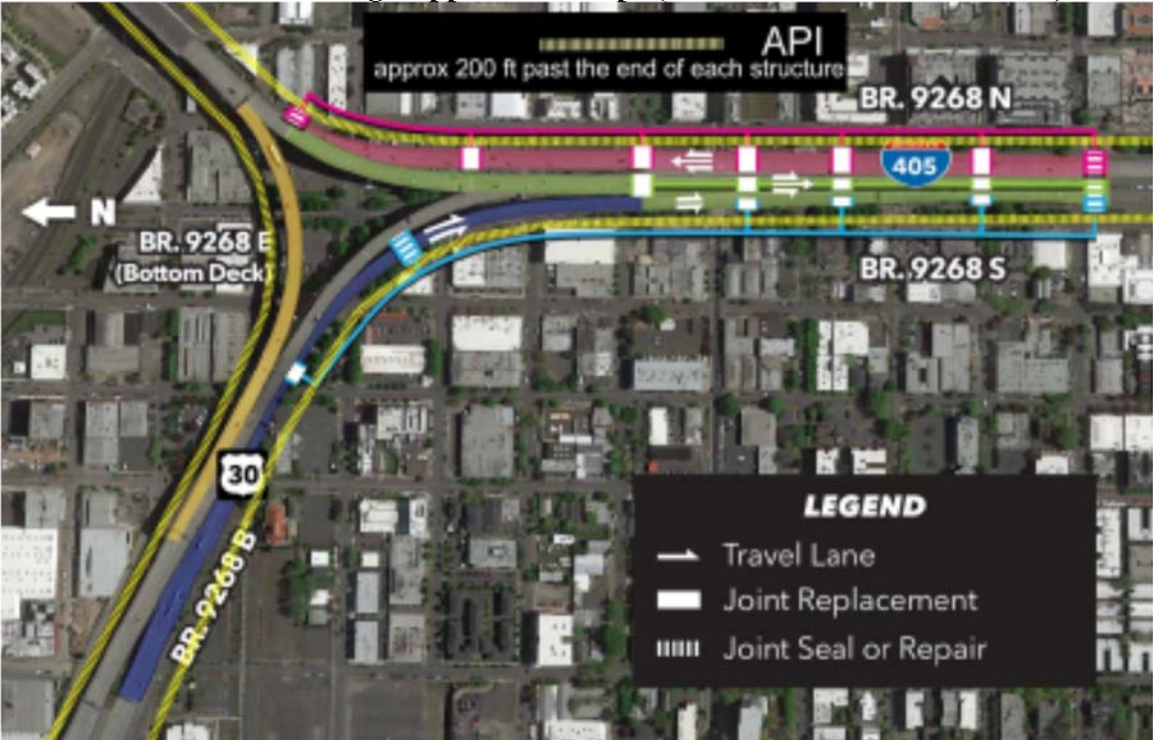 API
approx 200 ft past the end of each structure
BR. 9268 N
405
N
BR. 9268 E
(Bottom Deck)
BR. 9268 S
30
BR. 9268 B
LEGEND
Travel Lane
Joint Replacement
Joint Seal or Repair